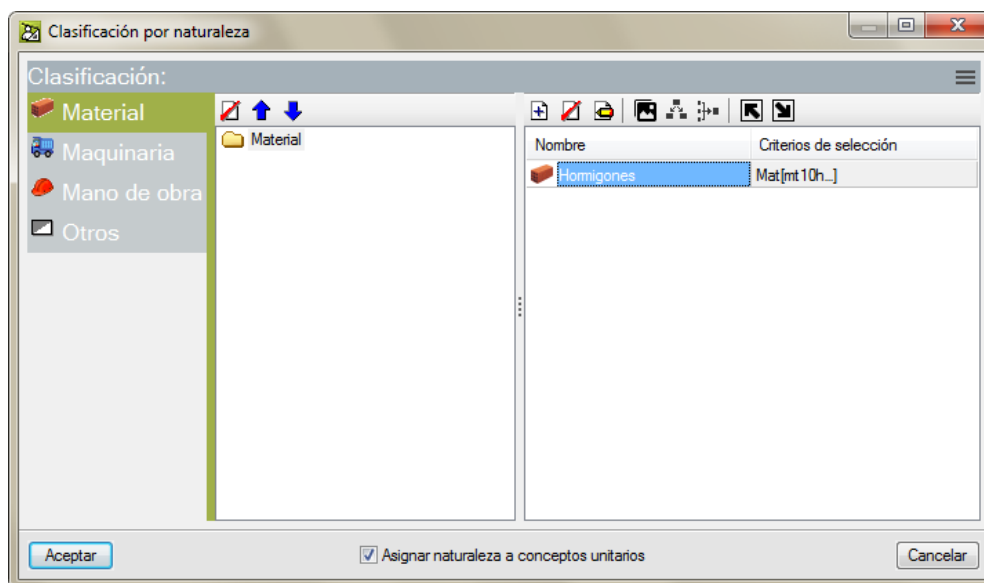 Clasificación por naturaleza
Clasificación:
Material
Maquinaria
Mano de obra
Otros
Material
Nombre Criterios de selección
Hormigones Mat[mt10h...]
Aceptar Asignar naturaleza a conceptos unitarios Cancelar